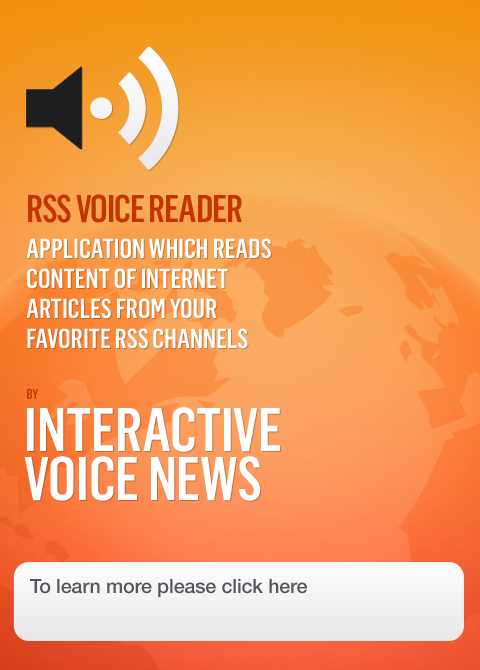 RSS VOICE READER
APPLICATION WHICH READS
CONTENT OF INTERNET
ARTICLES FROM YOUR
FAVORITE RSS CHANNELS
BY
INTERACTIVE
VOICE NEWS
To learn more please click here